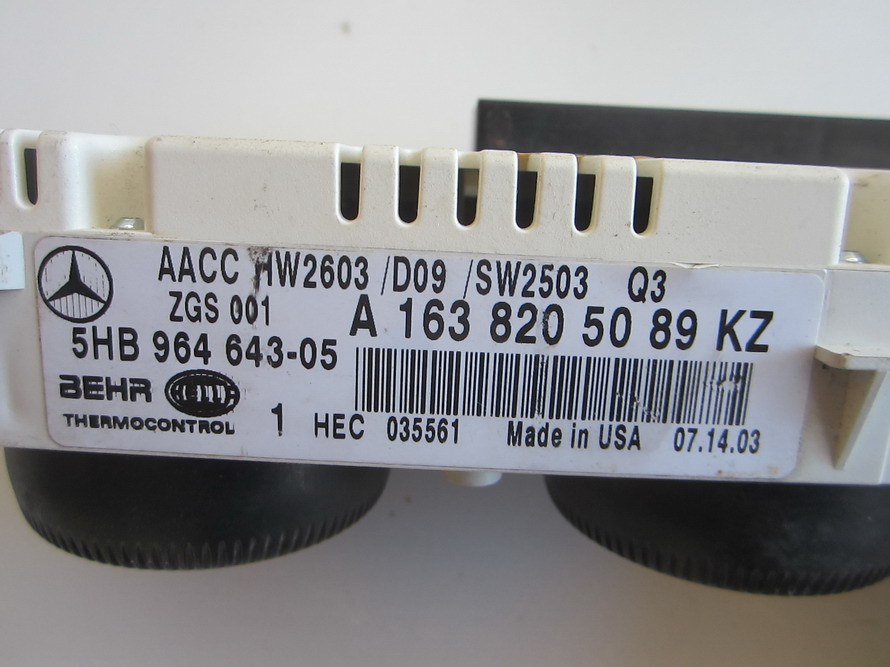 AACC HW2603 /D09 /SW2503 Q3
ZGS 001
A 163 820 50 89 KZ
5HB 964 643-05
BEHR HELLA
THERMOCONTROL
1 HEC 035561 Made in USA 07.14.03